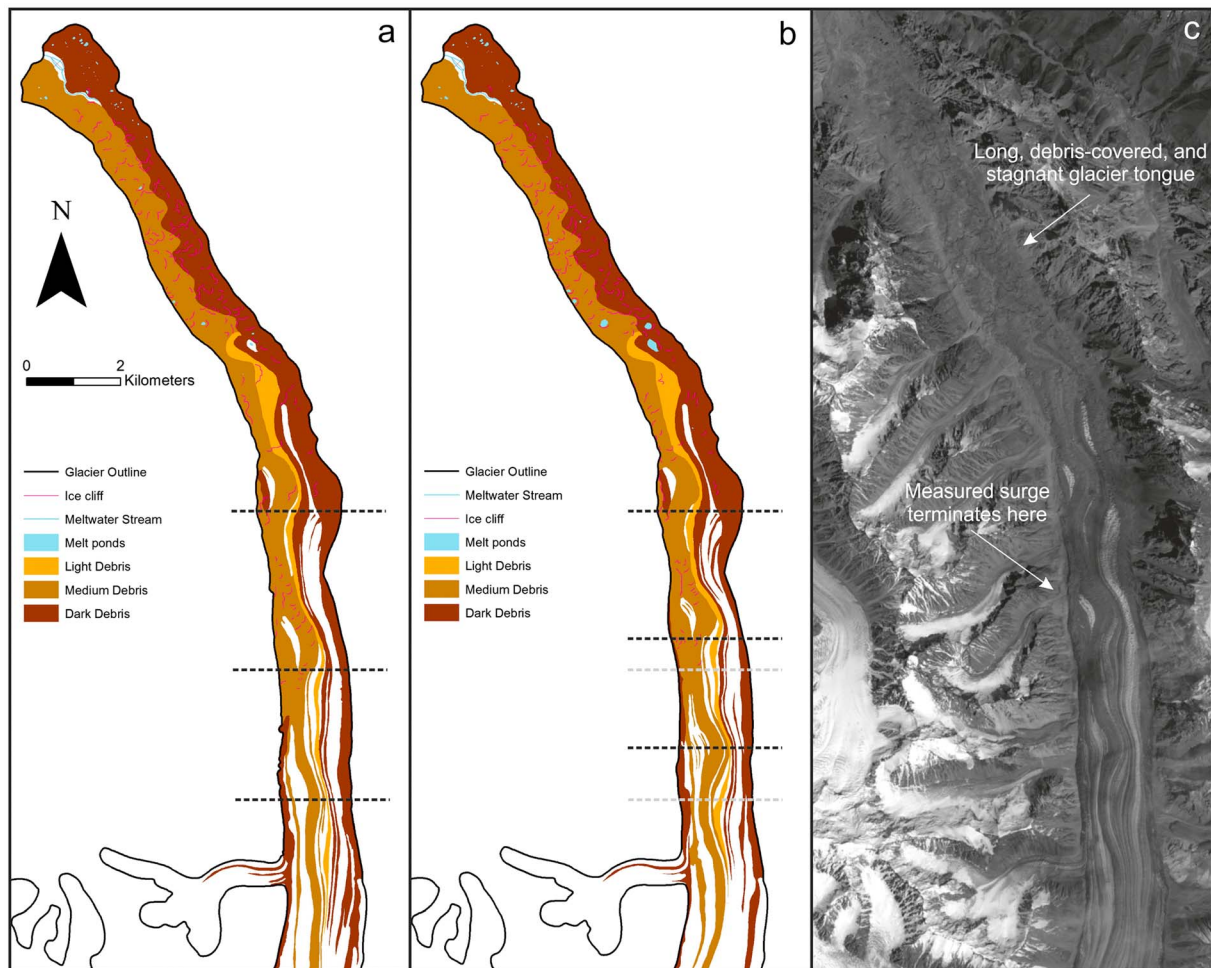 a
N
0 2
Kilometers
Glacier Outline
Ice cliff
Meltwater Stream
Melt ponds
Light Debris
Medium Debris
Dark Debris
b
Glacier Outline
Meltwater Stream
Ice cliff
Melt ponds
Light Debris
Medium Debris
Dark Debris
c
Long, debris-covered, and
stagnant glacier tongue
Measured surge
terminates here